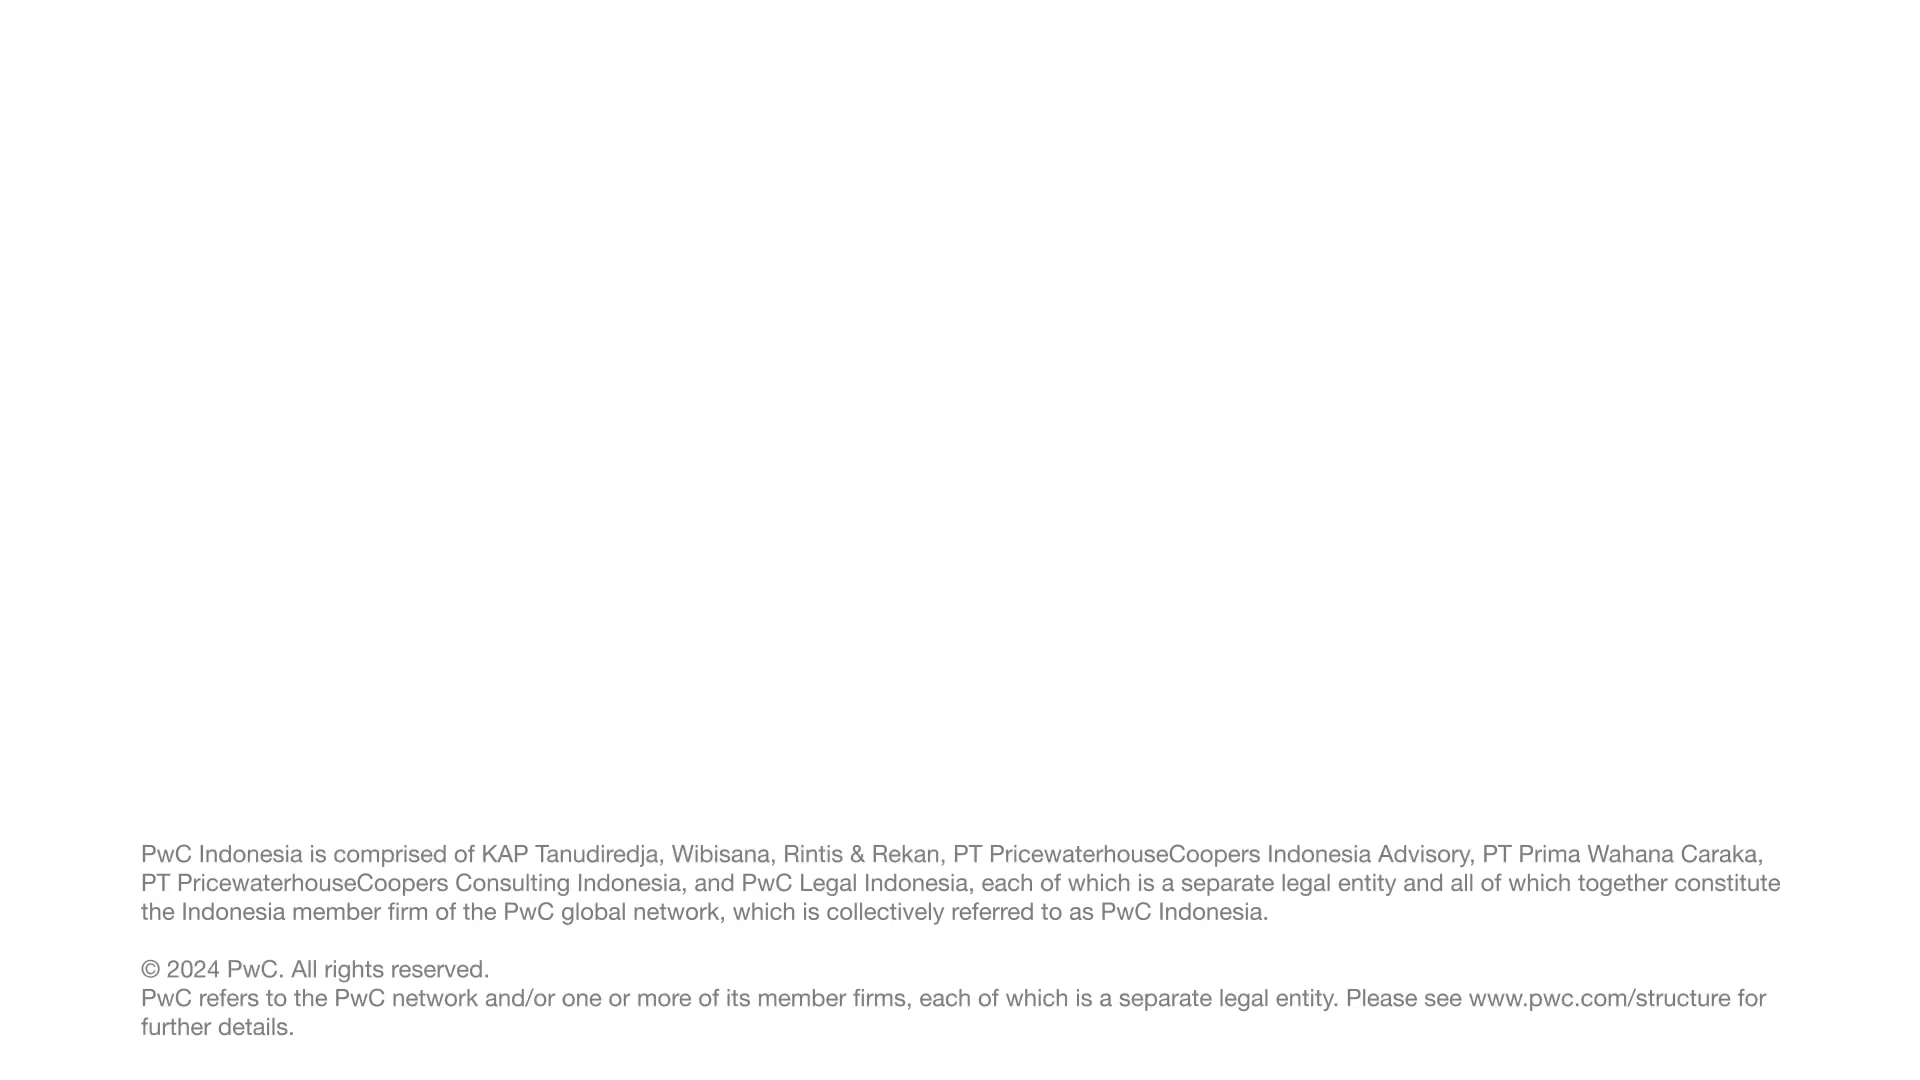 PwC Indonesia is comprised of KAP Tanudiredja, Wibisana, Rintis & Rekan, PT PricewaterhouseCoopers Indonesia Advisory, PT Prima Wahana Caraka,
PT PricewaterhouseCoopers Consulting Indonesia, and PwC Legal Indonesia, each of which is a separate legal entity and all of which together constitute
the Indonesia member firm of the PwC global network, which is collectively referred to as PwC Indonesia.
© 2024 PwC. All rights reserved.
PwC refers to the PwC network and/or one or more of its member firms, each of which is a separate legal entity. Please see www.pwc.com/structure for
further details.